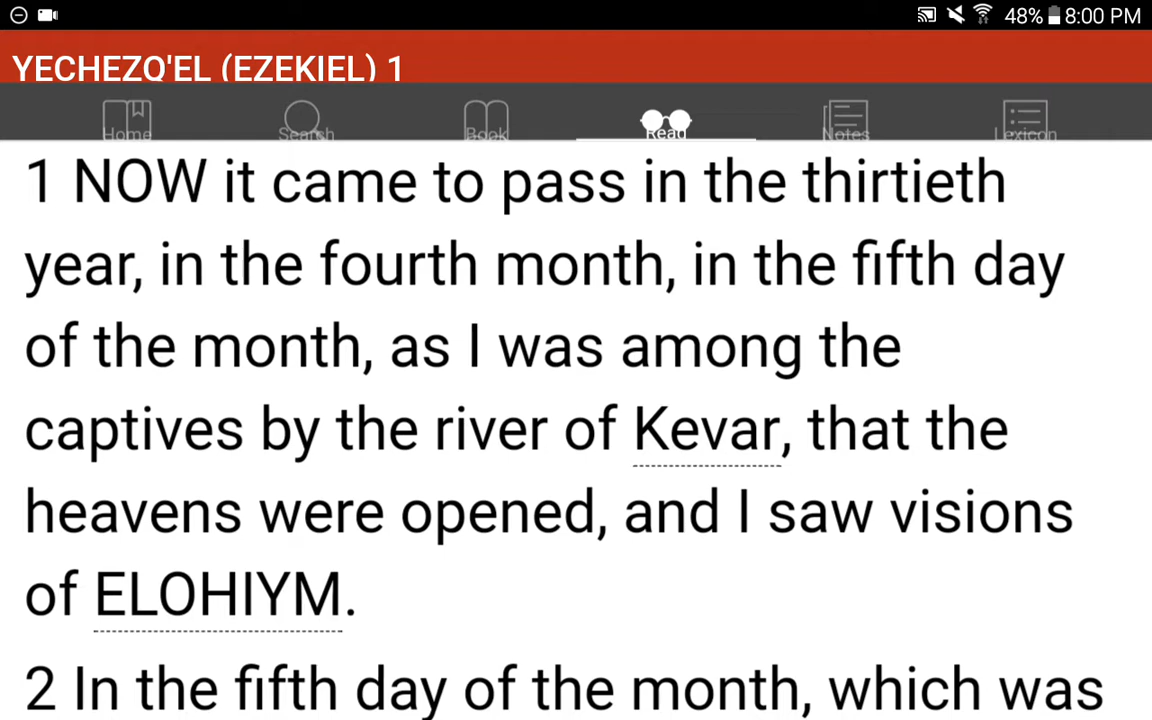 48% 8:00 PM
YECHEZQ'EL (EZEKIEL) 1
Home Search Book Read Notes Lexicon
1 NOW it came to pass in the thirtieth
year, in the fourth month, in the fifth day
of the month, as I was among the
captives by the river of Kevar, that the
heavens were opened, and I saw visions
of ELOHIYM.
2 In the fifth day of the month, which was